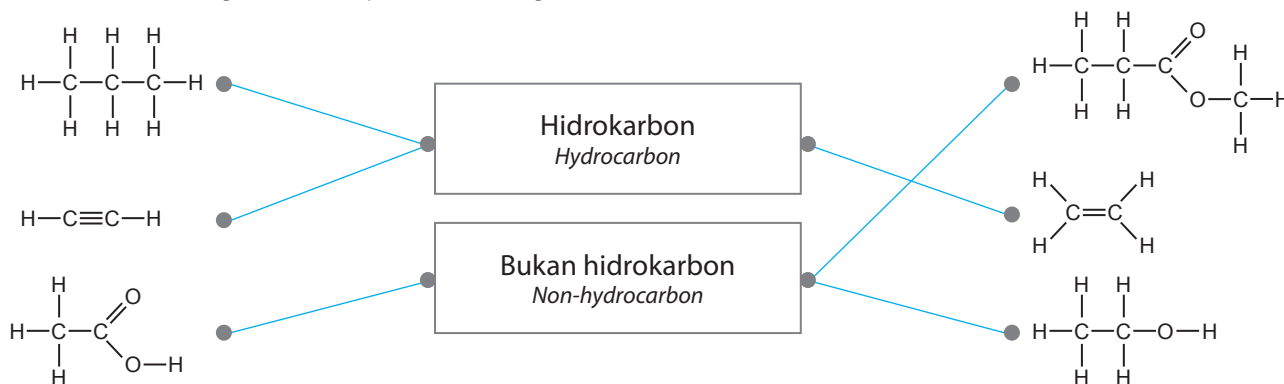 H H H
H—C—C—C—H
H H H
H—C≡C—H
H O
H—C—C
H O—H
Hidrokarbon
Hydrocarbon
Bukan hidrokarbon
Non-hydrocarbon
H H O
H—C—C—C H
H H O—C—H
H
H H
C=C
H H
H H
H—C—C—O—H
H H